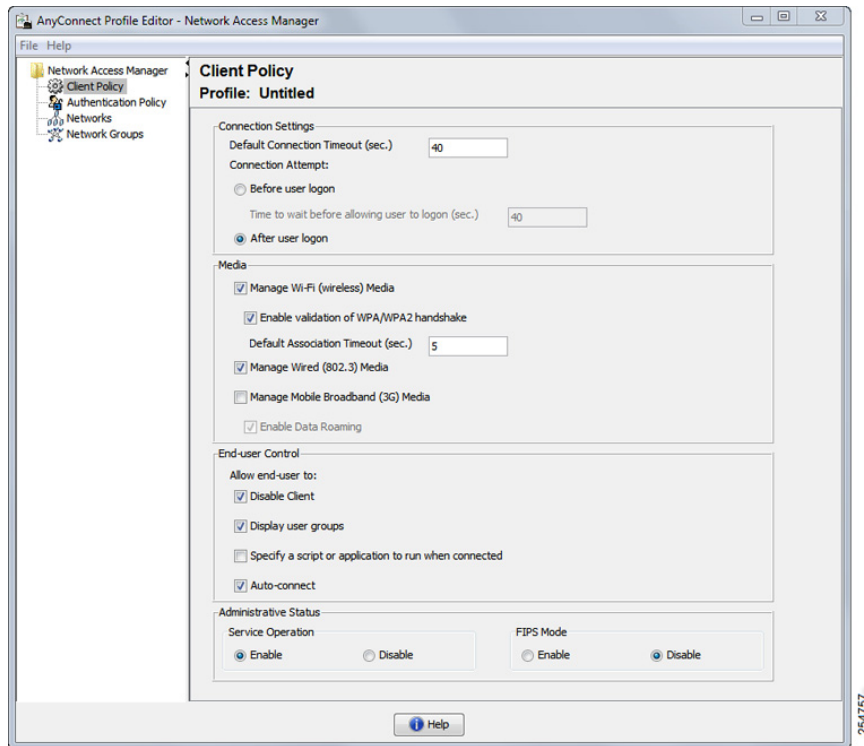 AnyConnect Profile Editor - Network Access Manager
File Help
Network Access Manager
Client Policy
Authentication Policy
Networks
Network Groups
Client Policy
Profile: Untitled
Connection Settings
Default Connection Timeout (sec.) 40
Connection Attempt:
Before user logon
Time to wait before allowing user to logon (sec.) 40
After user logon
Media
Manage Wi-Fi (wireless) Media
Enable validation of WPA/WPA2 handshake
Default Association Timeout (sec.) 5
Manage Wired (802.3) Media
Manage Mobile Broadband (3G) Media
Enable Data Roaming
End-user Control
Allow end-user to:
Disable Client
Display user groups
Specify a script or application to run when connected
Auto-connect
Administrative Status
Service Operation FIPS Mode
Enable Disable Enable Disable
Help
254757